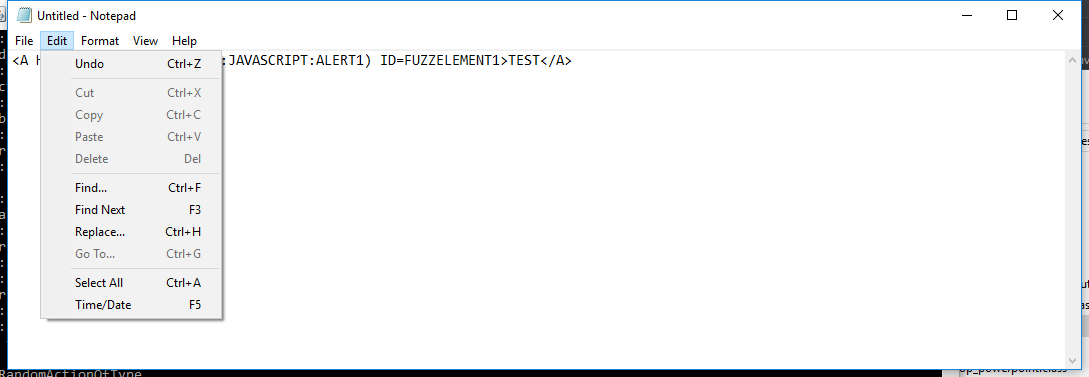 Untitled - Notepad
File Edit Format View Help
<A H :JAVASCRIPT:ALERT1) ID=FUZZELEMENT1>TEST</A>
Undo Ctrl+Z
Cut Ctrl+X
Copy Ctrl+C
Paste Ctrl+V
Delete Del
Find... Ctrl+F
Find Next F3
Replace... Ctrl+H
Go To... Ctrl+G
Select All Ctrl+A
Time/Date F5
RandomActionOfType